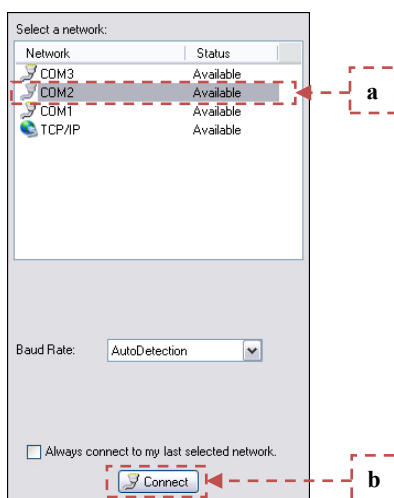 Select a network:
Network Status
COM3 Available
COM2 Available
a
COM1 Available
TCP/IP Available
Baud Rate: AutoDetection
Always connect to my last selected network.
Connect
b